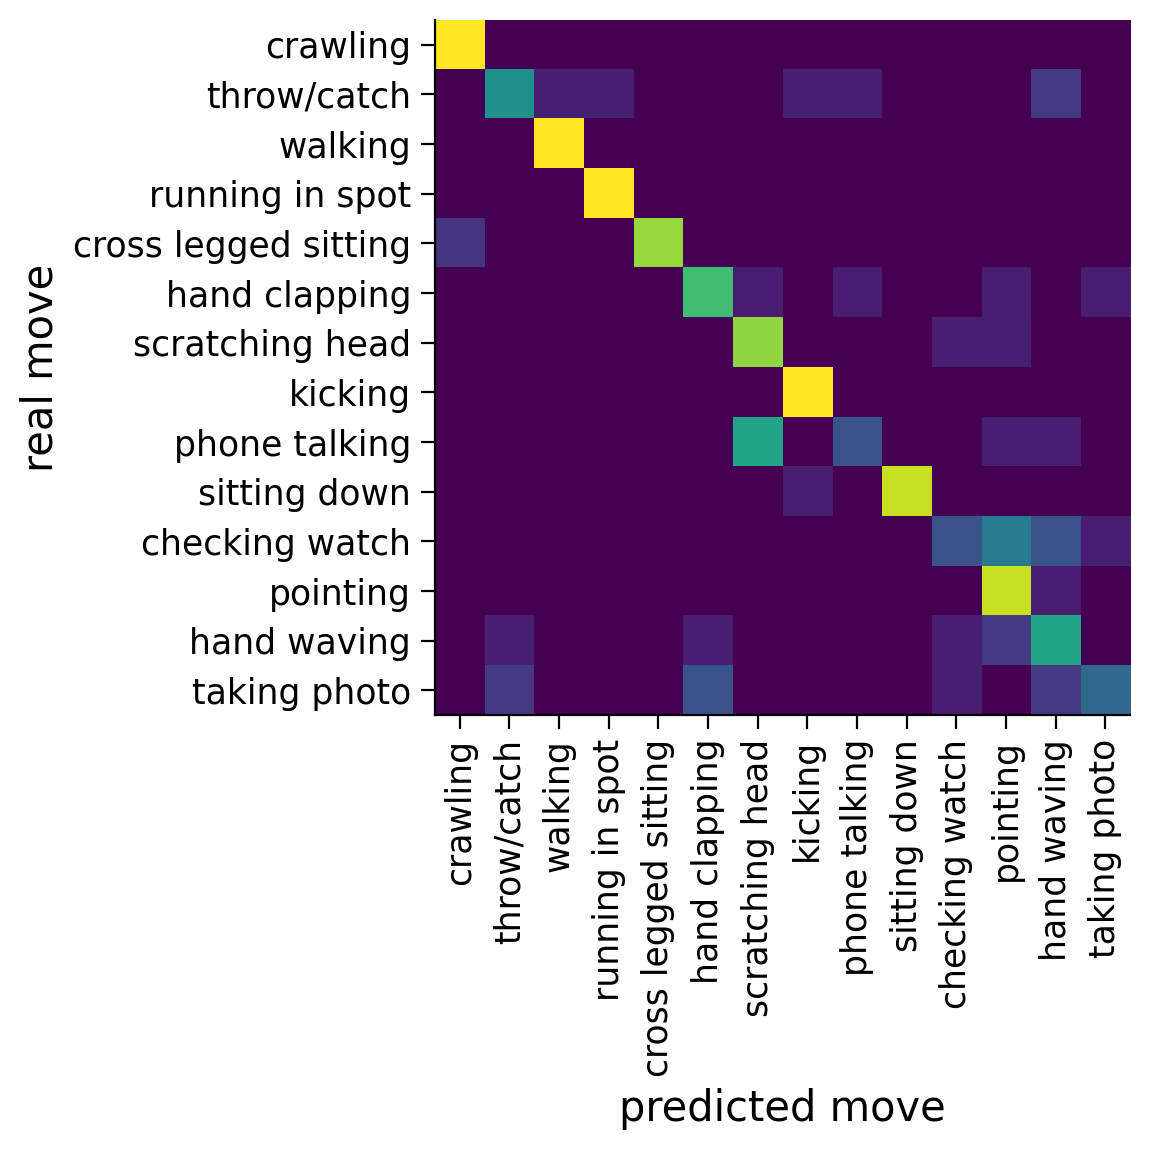 crawling
throw/catch
walking
running in spot
cross legged sitting
hand clapping
scratching head
kicking
phone talking
sitting down
checking watch
pointing
hand waving
taking photo
real move
crawling
throw/catch
walking
running in spot
cross legged sitting
hand clapping
scratching head
kicking
phone talking
sitting down
checking watch
pointing
hand waving
taking photo
predicted move